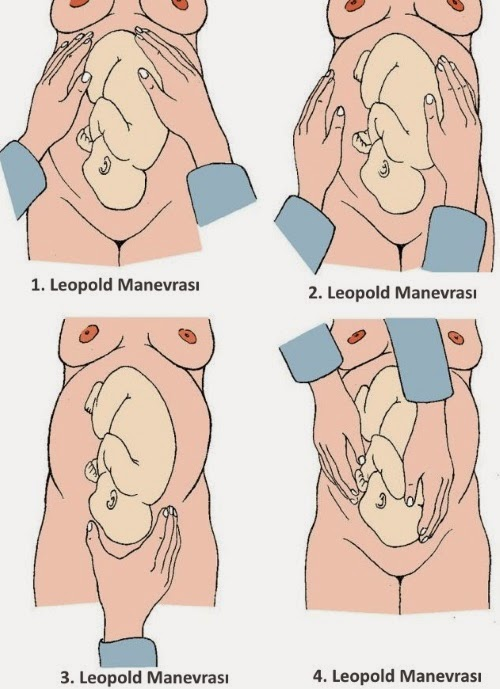 1. Leopold Manevrası
2. Leopold Manevrası
3. Leopold Manevrası
4. Leopold Manevrası